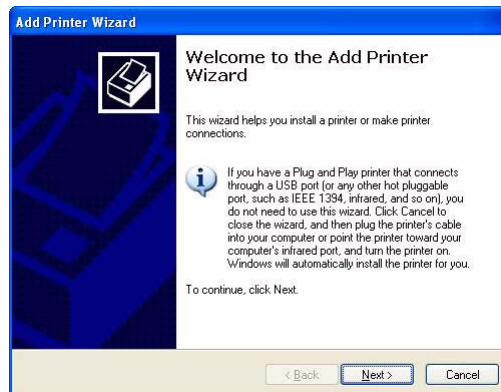 Add Printer Wizard
Welcome to the Add Printer
Wizard
This wizard helps you install a printer or make printer
connections.
If you have a Plug and Play printer that connects
through a USB port (or any other hot pluggable
port, such as IEEE 1394, infrared, and so on), you
do not need to use this wizard. Click Cancel to
close the wizard, and then plug the printer's cable
into your computer or point the printer toward your
computer's infrared port, and turn the printer on.
Windows will automatically install the printer for you.
To continue, click Next.
< Back
Next >
Cancel